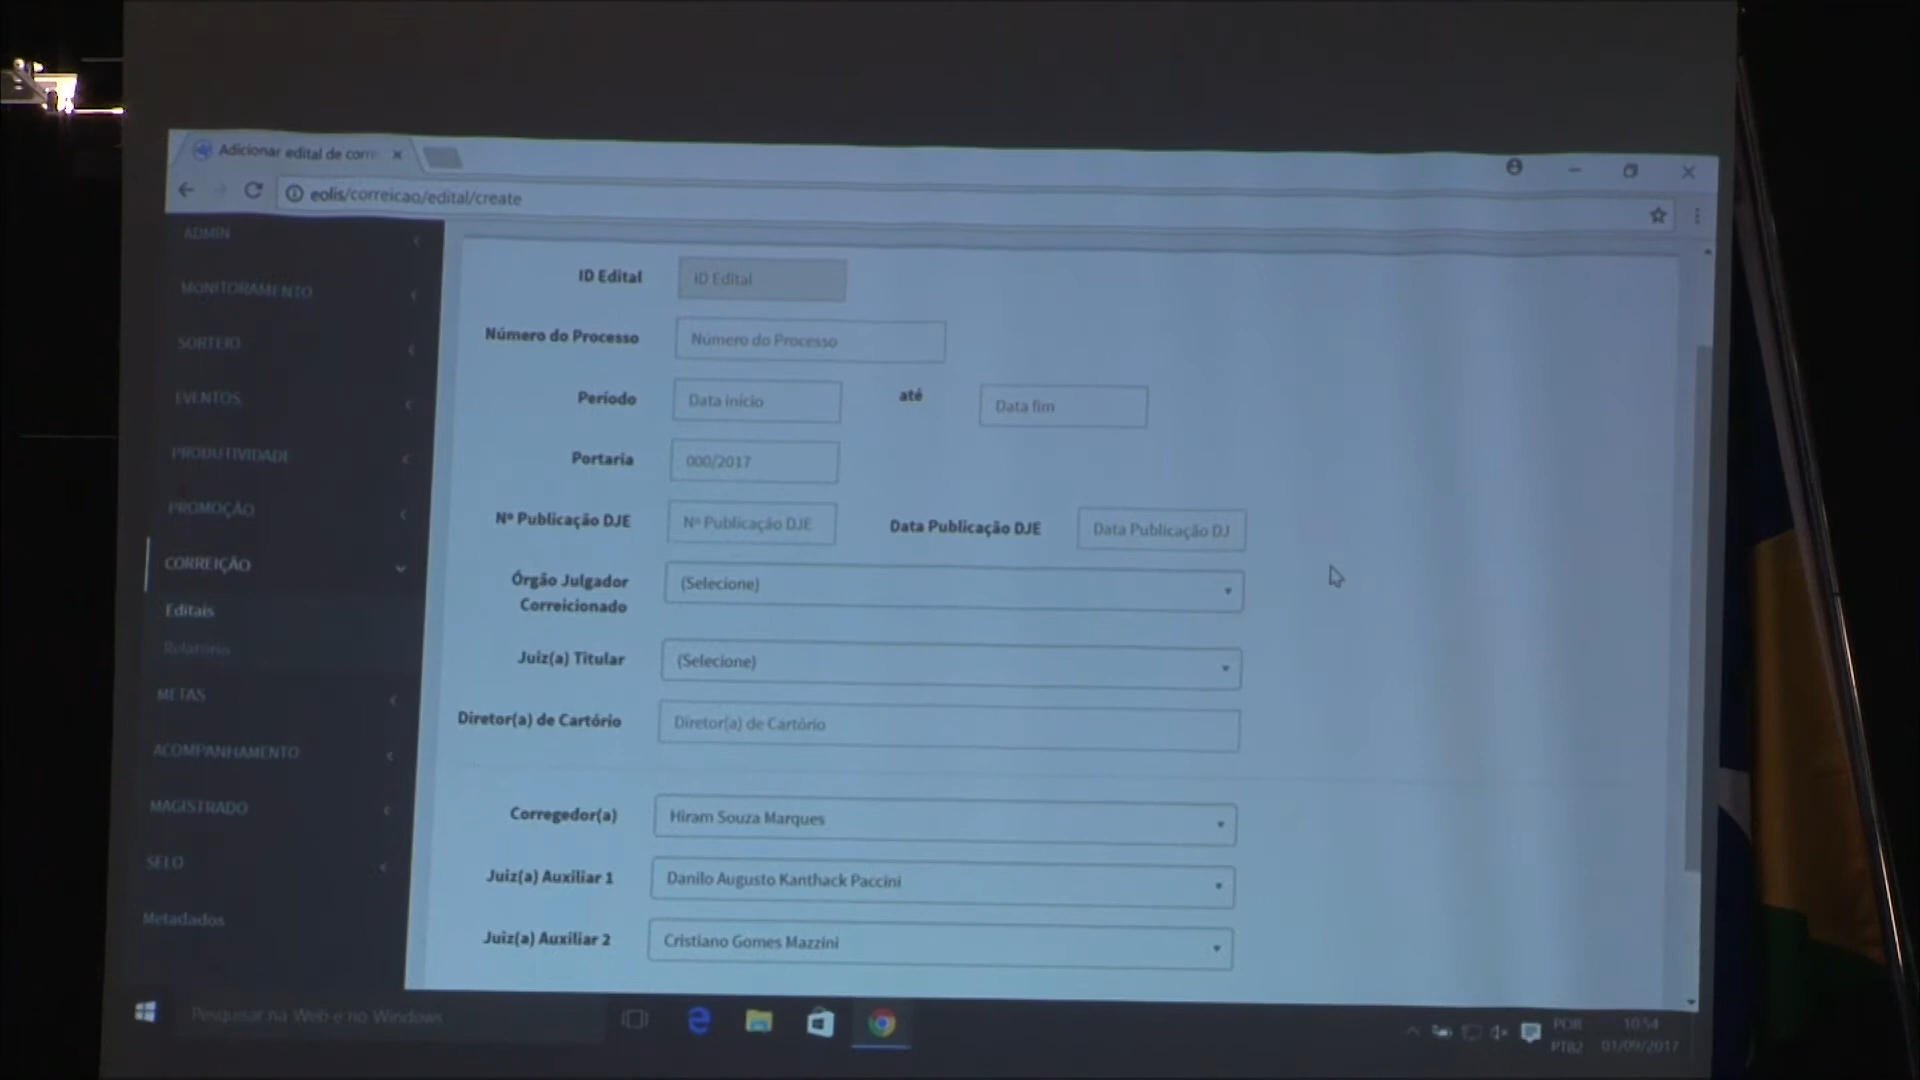 Adicionar edital de corre
eolis/correicao/edital/create
ADMIN
MONITORAMENTO
SORTEIO
EVENTOS
PRODUTIVIDADE
PROMOÇÃO
CORREIÇÃO
Editais
Relatório
METAS
ACOMPANHAMENTO
MAGISTRADO
SELO
Metadados
ID Edital ID Edital
Número do Processo Número do Processo
Período Data início até Data fim
Portaria 000/2017
Nº Publicação DJE Nº Publicação DJE Data Publicação DJE Data Publicação DJ
Órgão Julgador Correicionado (Selecione)
Juiz(a) Titular (Selecione)
Diretor(a) de Cartório Diretor(a) de Cartório
Corregedor(a) Hiram Souza Marques
Juiz(a) Auxiliar 1 Danilo Augusto Kanthack Paccini
Juiz(a) Auxiliar 2 Cristiano Gomes Mazzini
Pesquisar na Web e no Windows
POR 10:54
PTB2 01/09/2017